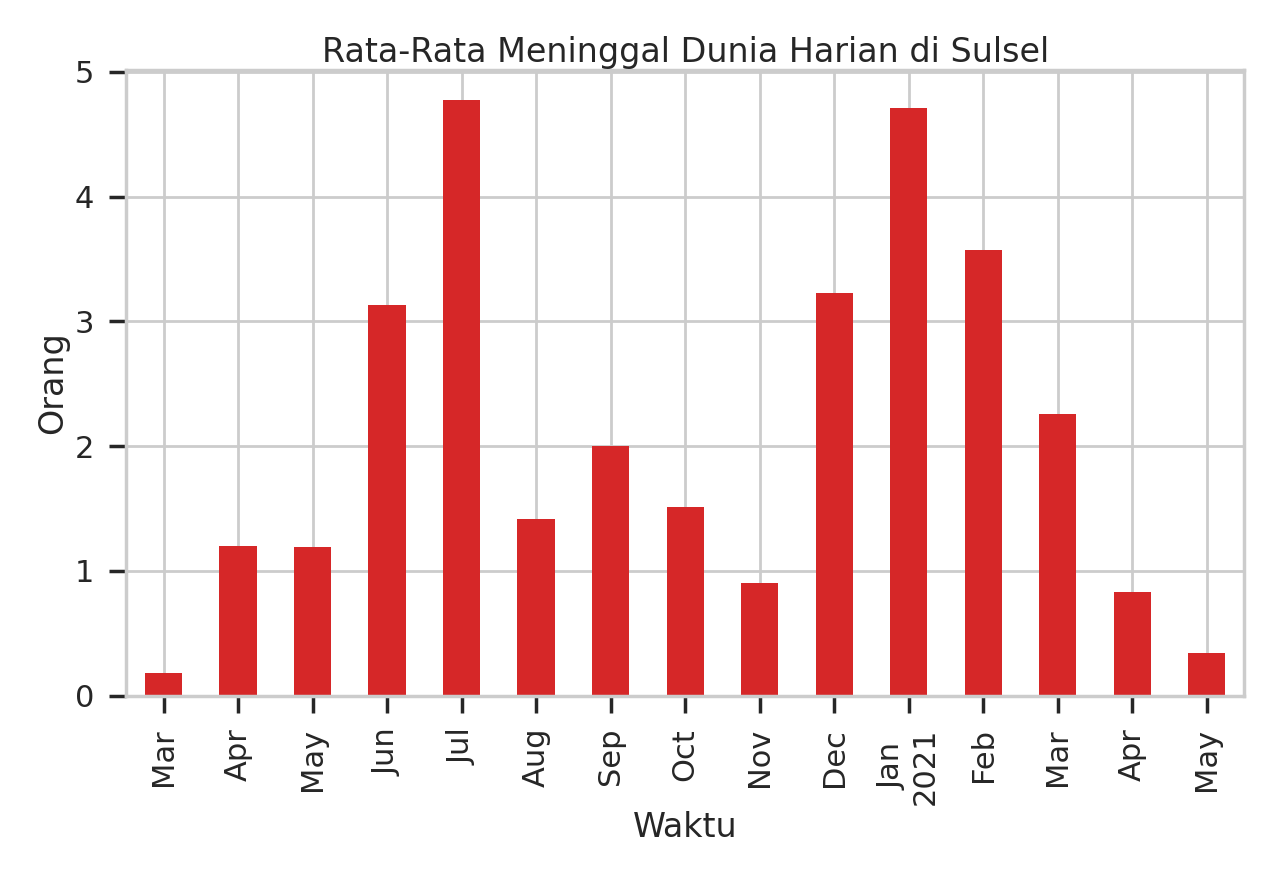 Rata-Rata Meninggal Dunia Harian di Sulsel
5
4
3
2
1
0
Orang
Mar
Apr
May
Jun
Jul
Aug
Sep
Oct
Nov
Dec
Jan
2021
Feb
Mar
Apr
May
Waktu